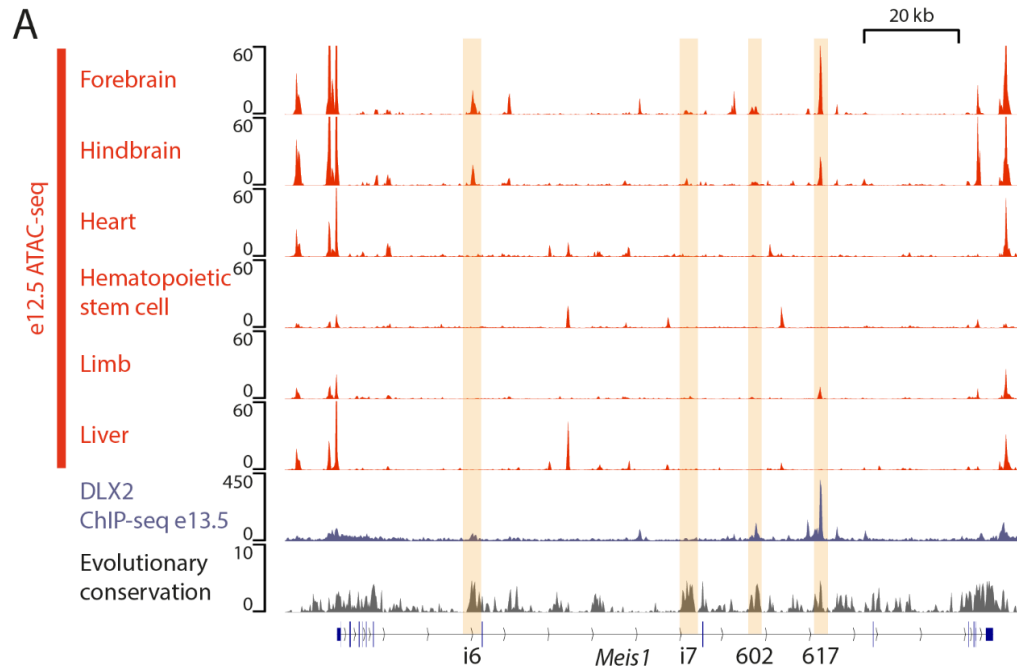 A
20 kb
e12.5 ATAC-seq
Forebrain
60
0
Hindbrain
60
0
Heart
60
0
Hematopoietic
stem cell
60
0
Limb
60
0
Liver
60
0
DLX2
ChIP-seq e13.5
450
0
Evolutionary
conservation
10
0
i6 Meis1 i7 602 617